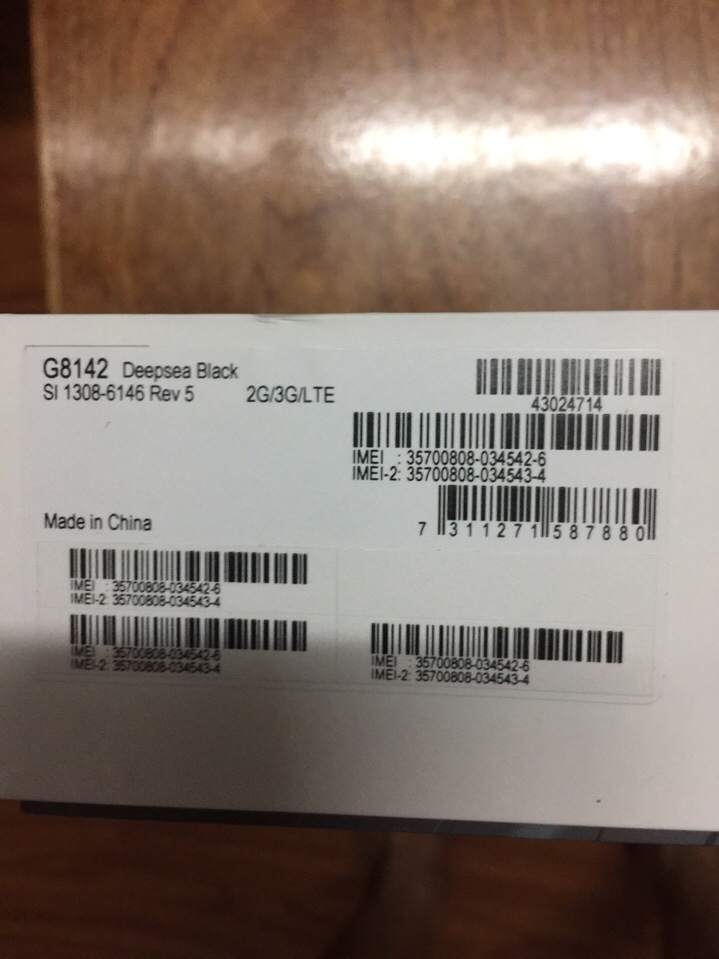 G8142 Deepsea Black
SI 1308-6146 Rev 5 2G/3G/LTE
43024714
IMEI : 35700808-034542-6
IMEI-2: 35700808-034543-4
7 311271 587880
Made in China
IMEI : 35700808-034542-6
IMEI-2: 35700808-034543-4
IMEI : 35700808-034542-6
IMEI-2: 35700808-034543-4
IMEI : 35700808-034542-6
IMEI-2: 35700808-034543-4